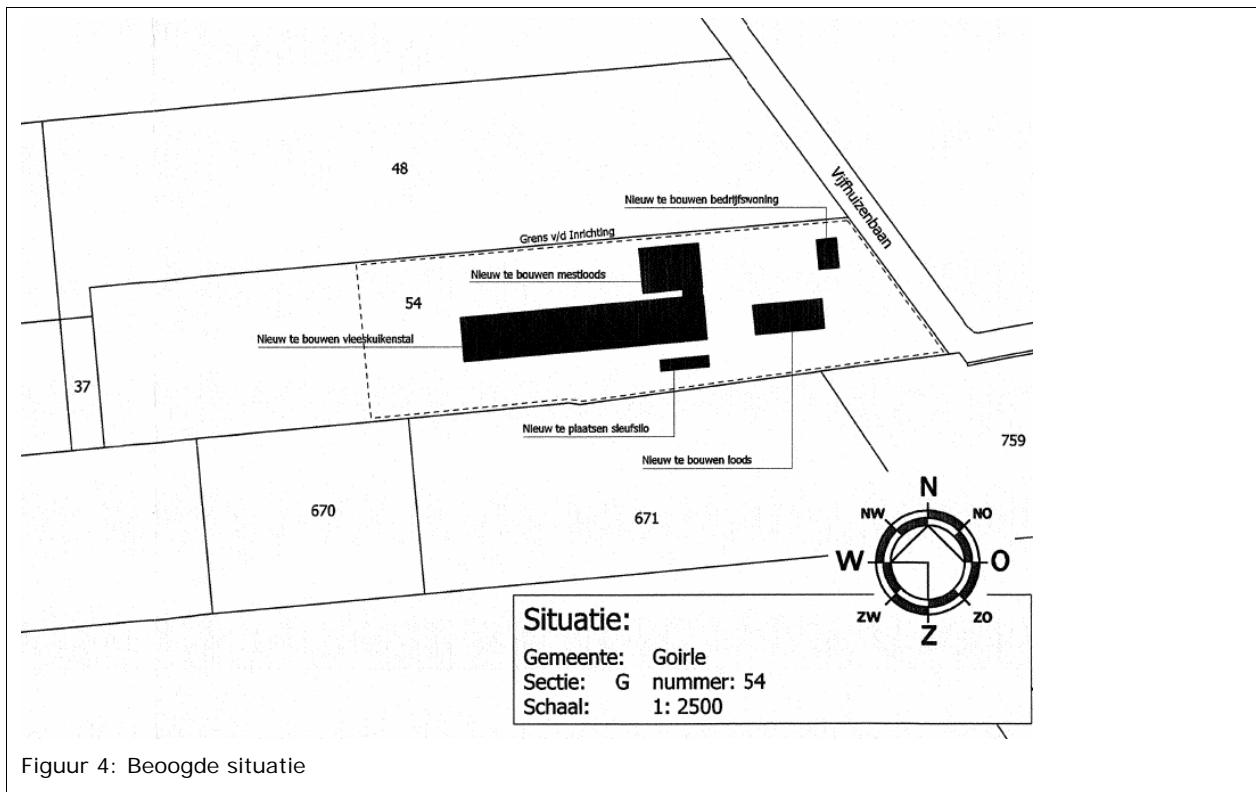 48
Vijfhuizenbaan
Nieuw te bouwen bedrijfswoning
Grens v/d Inrichting
Nieuw te bouwen mestloods
54
Nieuw te bouwen vleeskuikenstal
37
Nieuw te plaatsen sleufsilo
Nieuw te bouwen loods
759
670
671
N
NW
NO
W
O
ZW
ZO
Z
Situatie:
Gemeente: Goirle
Sectie: G nummer: 54
Schaal: 1: 2500
Figuur 4: Beoogde situatie